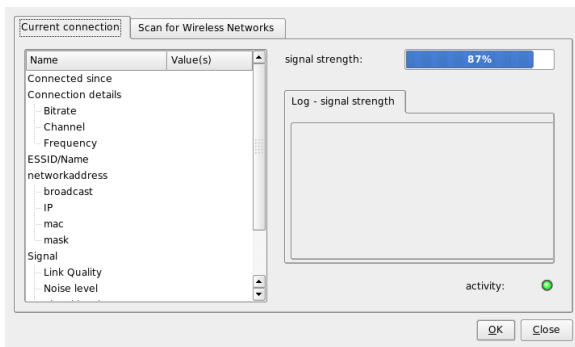 Current connection
Scan for Wireless Networks
Name Value(s)
Connected since
Connection details
Bitrate
Channel
Frequency
ESSID/Name
networkaddress
broadcast
IP
mac
mask
Signal
Link Quality
Noise level
signal strength: 87%
Log - signal strength
activity:
OK Close